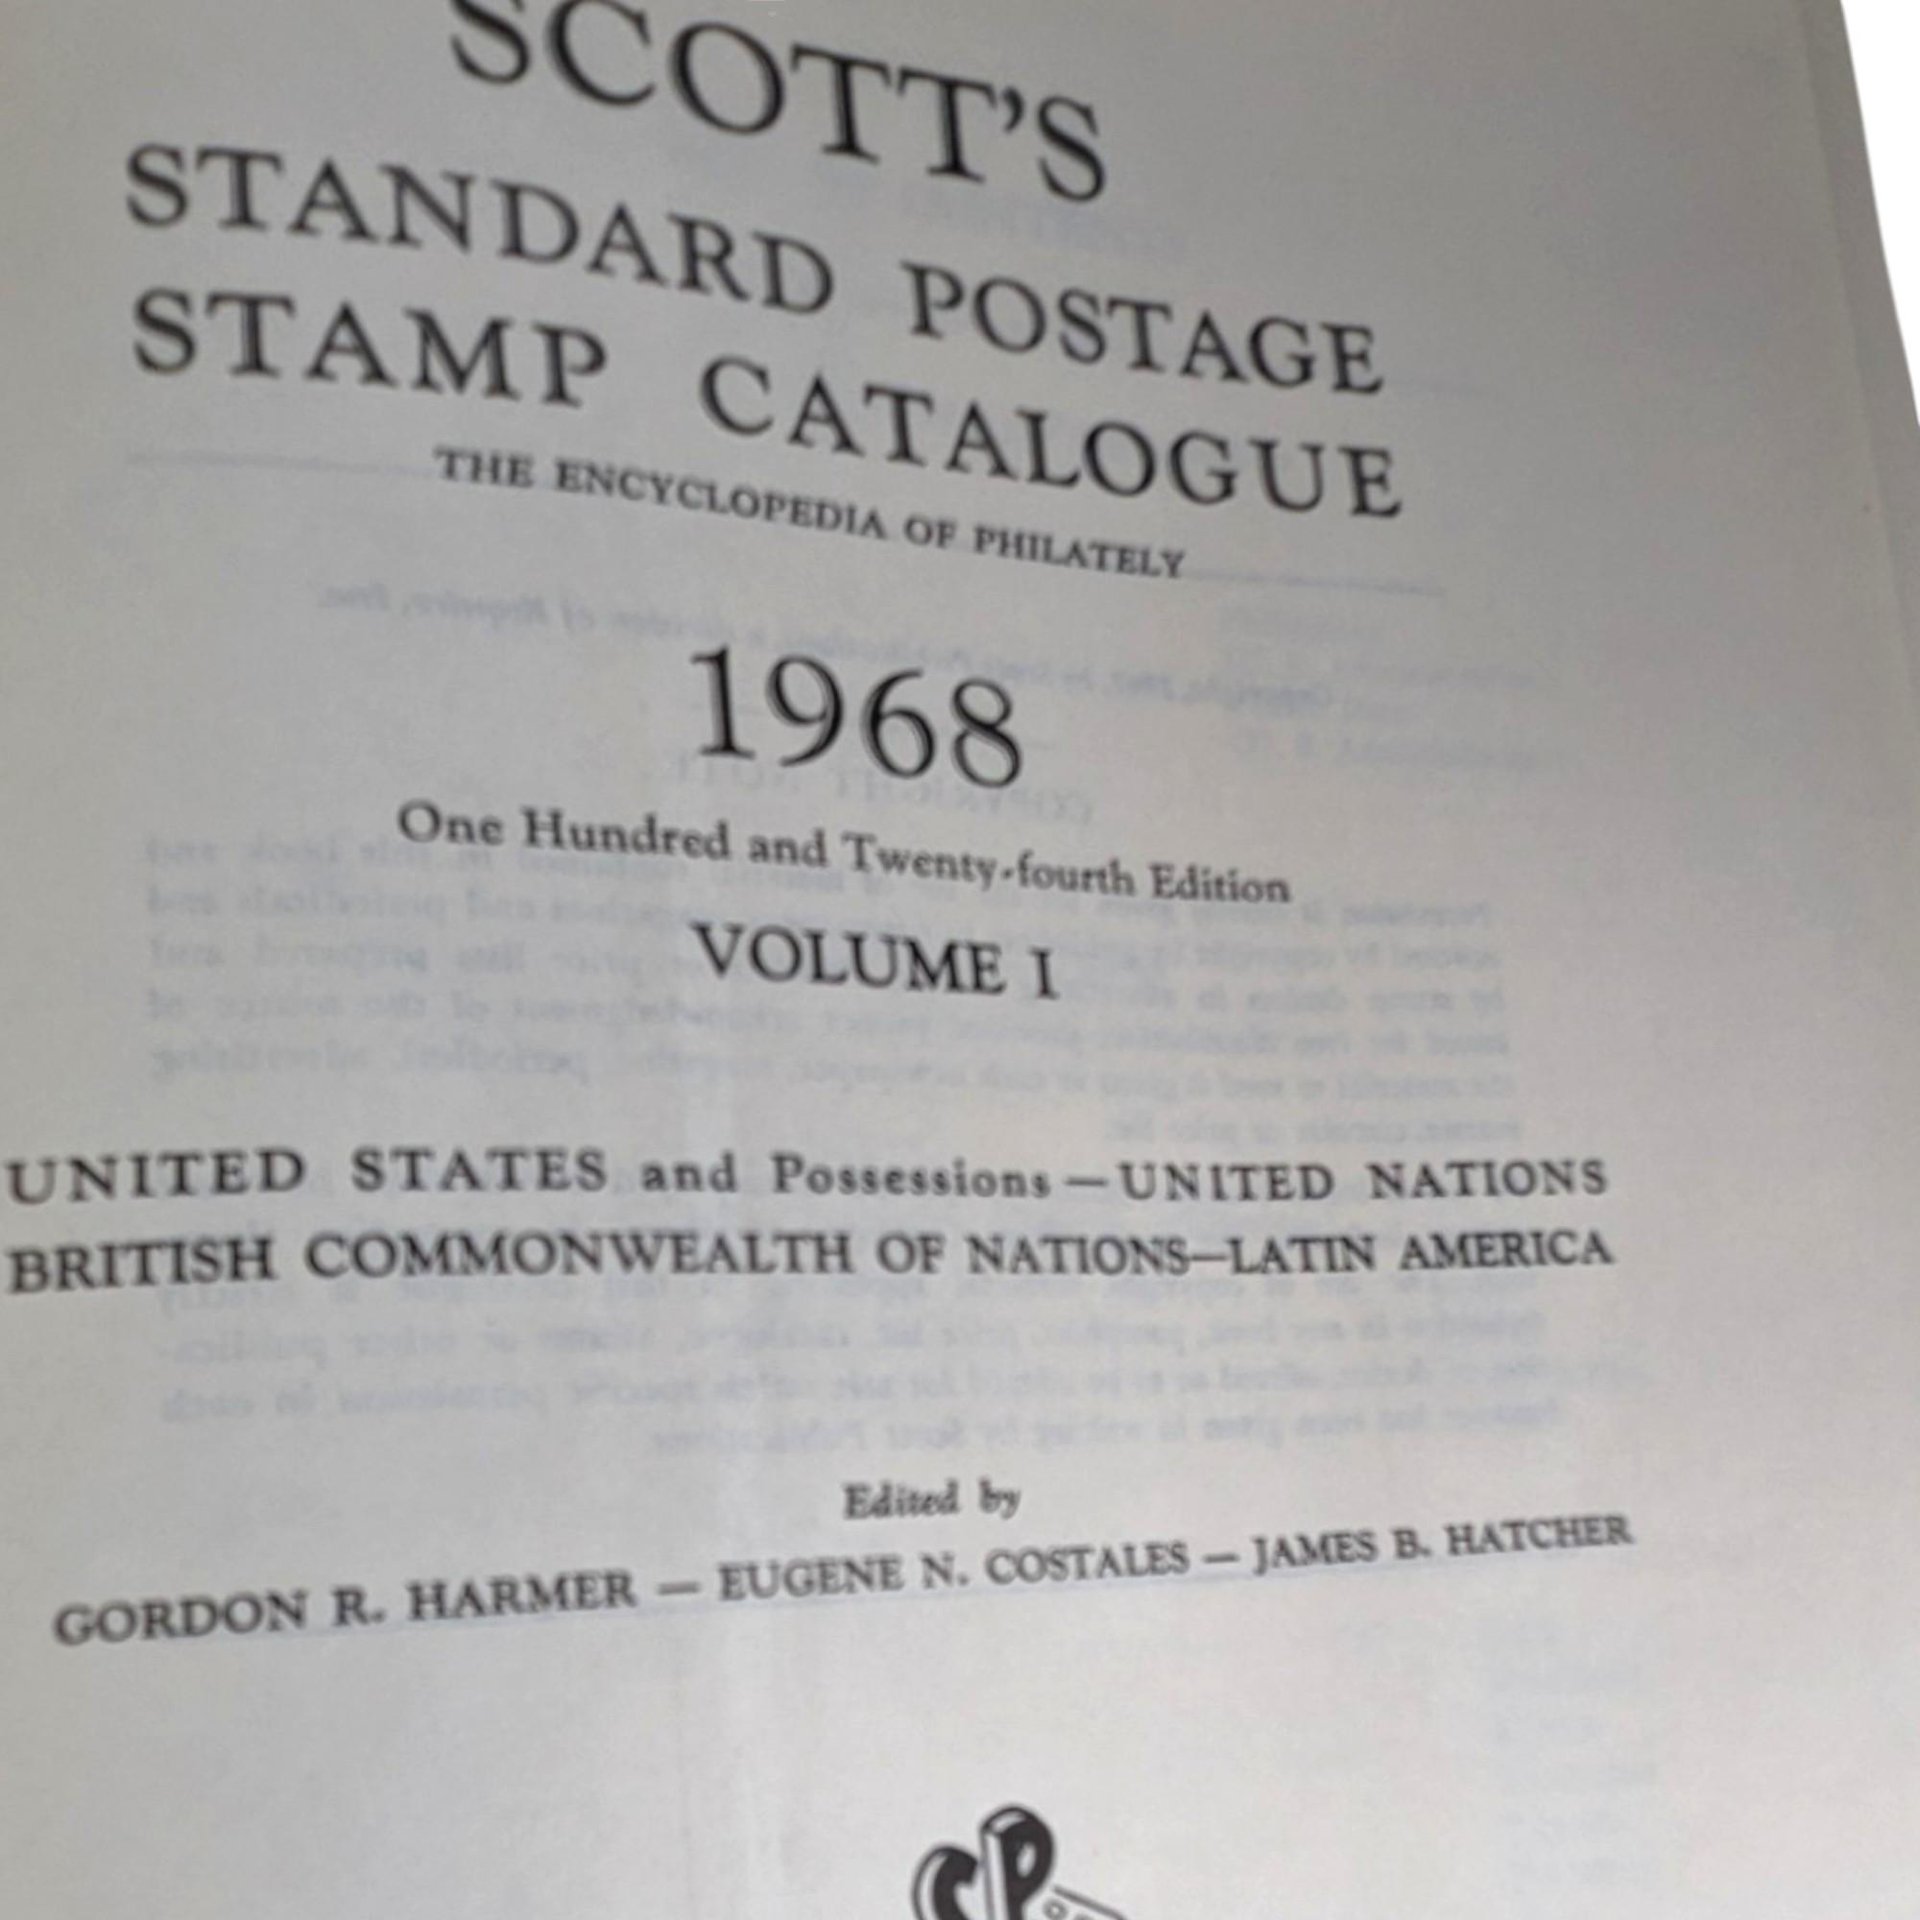 SCOTT'S
STANDARD POSTAGE
STAMP CATALOGUE
THE ENCYCLOPEDIA OF PHILATELY
1968
One Hundred and Twenty-fourth Edition
VOLUME I
UNITED STATES and Possessions—UNITED NATIONS
BRITISH COMMONWEALTH OF NATIONS—LATIN AMERICA
Edited by
GORDON R. HARMER — EUGENE N. COSTALES — JAMES B. HATCHER